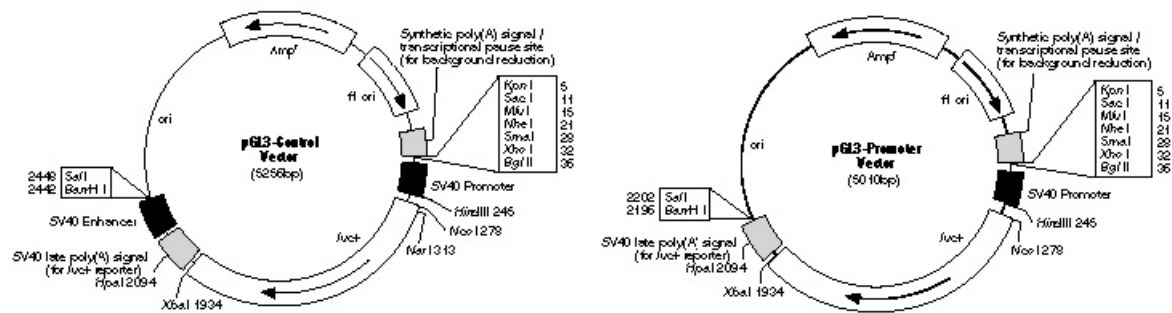 Ampʳ
Synthetic poly(A) signal /
transcriptional pause site
(for background reduction)
f1 ori
Kpn I 5
Sac I 11
Mlu I 15
Nhe I 21
Sma I 28
Xho I 32
Bgl II 36
ori
pGL3-Control
Vector
(5256bp)
2448 Sal I
2442 BamH I
SV40 Promoter
HindIII 245
Nco I 278
Nar I 313
SV40 Enhancer
luc+
SV40 late poly(A) signal
(for luc+ reporter)
Hpa I 2094
Xba I 1934
Ampʳ
Synthetic poly(A) signal /
transcriptional pause site
(for background reduction)
f1 ori
Kpn I 5
Sac I 11
Mlu I 15
Nhe I 21
Sma I 28
Xho I 32
Bgl II 36
ori
pGL3-Promoter
Vector
(5010bp)
2202 Sal I
2196 BamH I
SV40 Promoter
HindIII 245
Nco I 278
luc+
SV40 late poly(A) signal
(for luc+ reporter)
Hpa I 2094
Xba I 1934